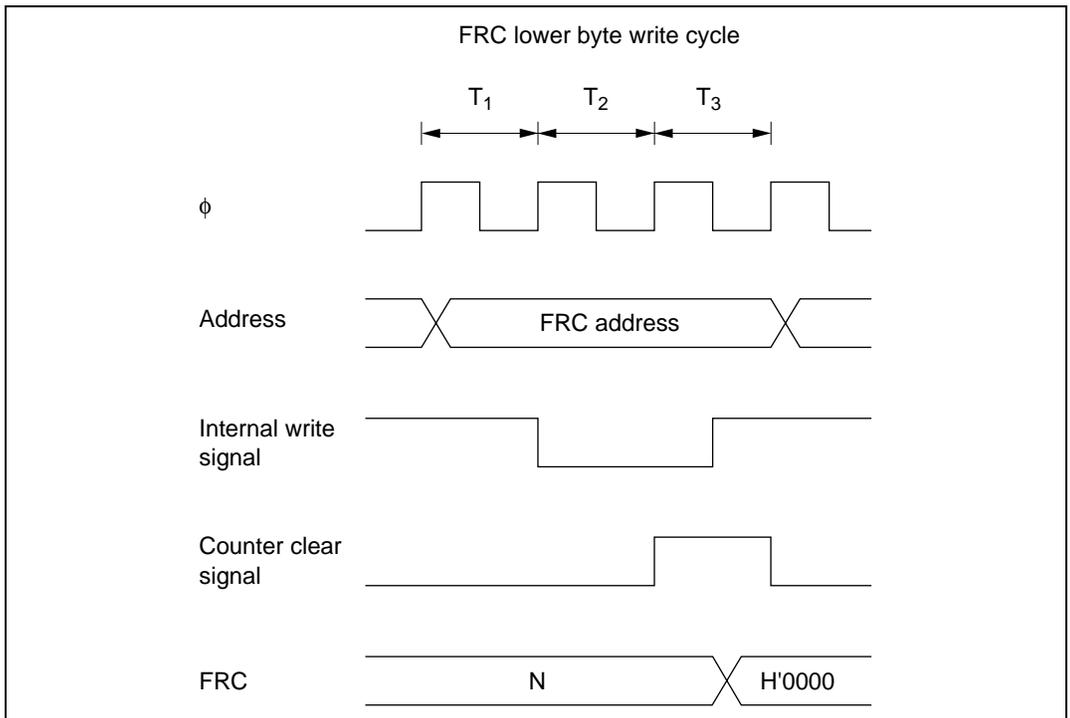 FRC lower byte write cycle
T1 T2 T3
ϕ
Address
FRC address
Internal write
signal
Counter clear
signal
FRC
N
H'0000